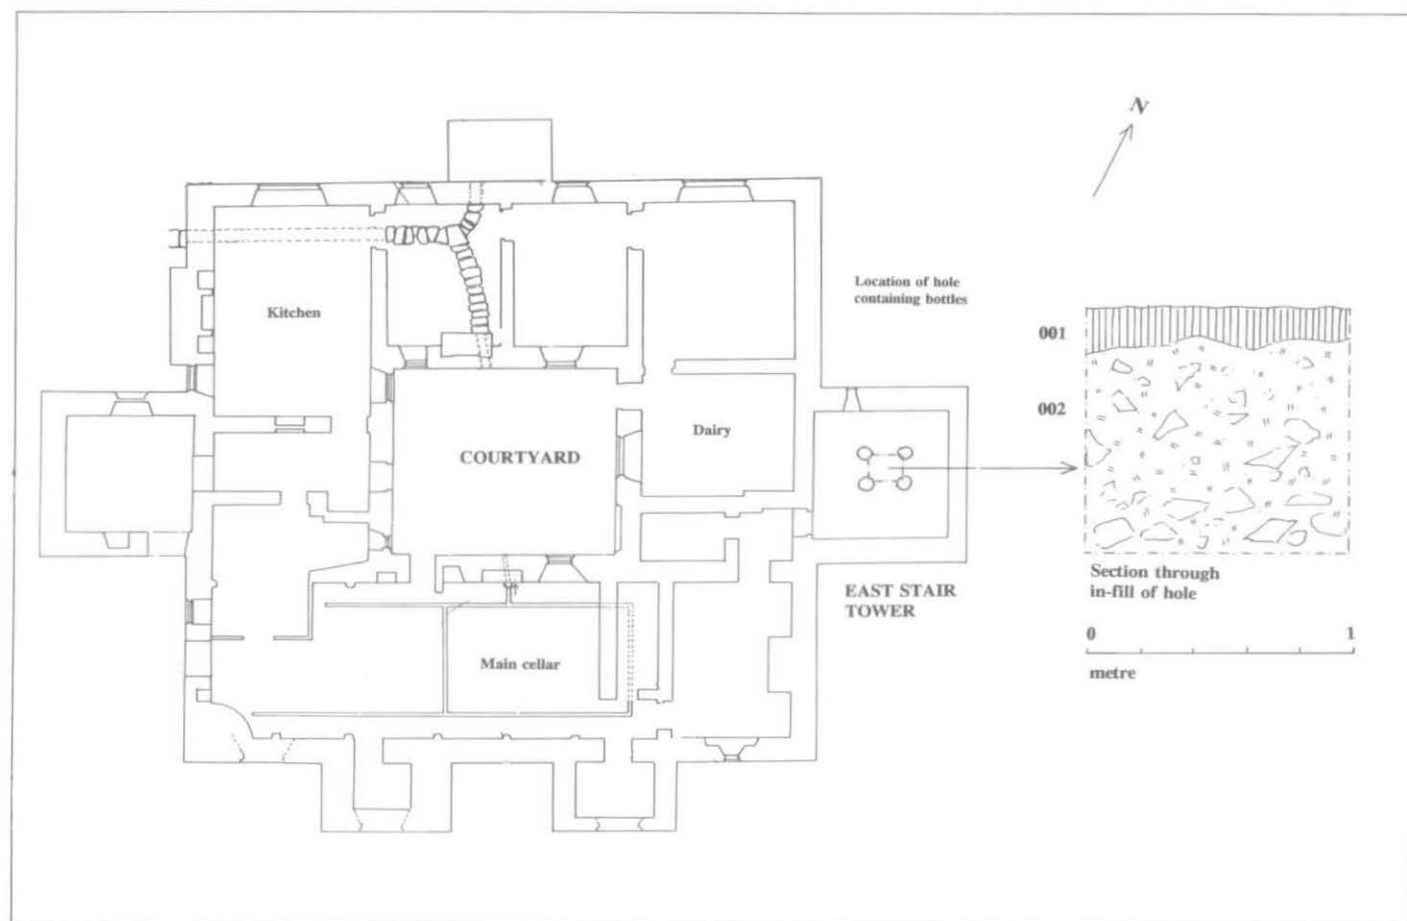 N
Location of hole
containing bottles
Kitchen
001
002
Dairy
COURTYARD
Section through
in-fill of hole
EAST STAIR
TOWER
0 1
metre
Main cellar